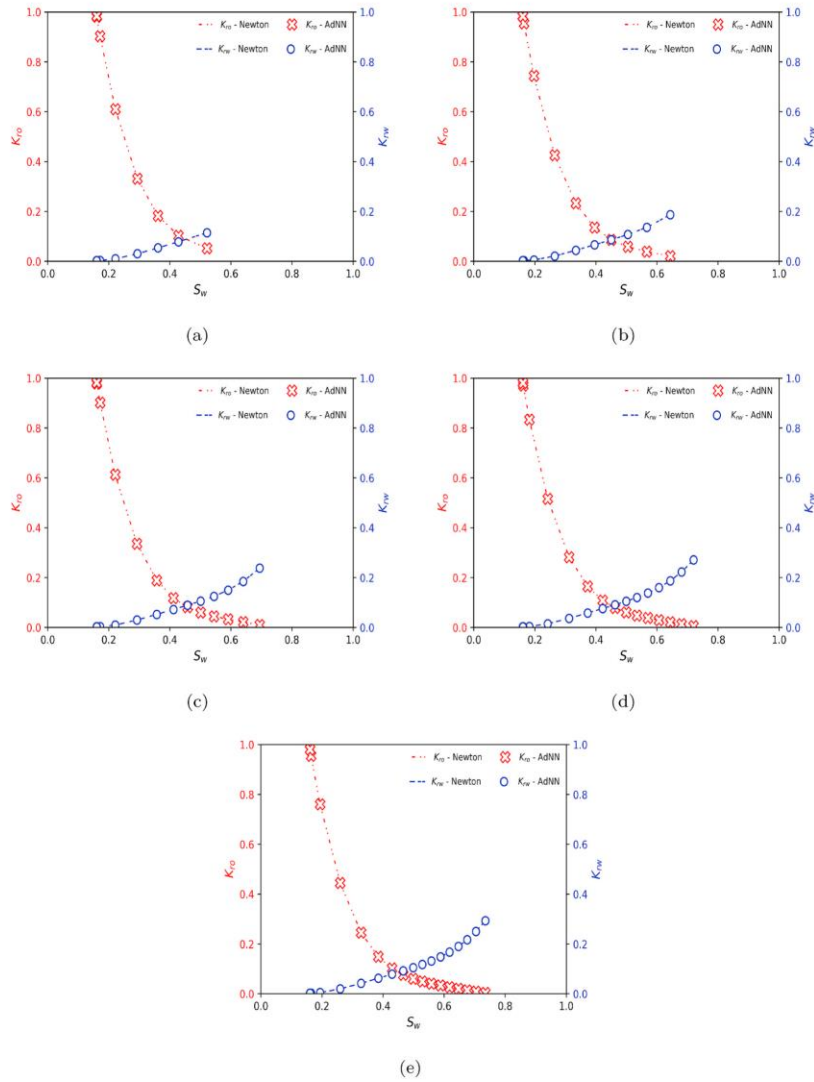 1.0 1.0
K_ro - Newton K_ro - AdNN
K_rw - Newton K_rw - AdNN
0.8 0.8
0.6 0.6
K_ro K_rw
0.4 0.4
0.2 0.2
0.0 0.0
0.0 0.2 0.4 0.6 0.8 1.0
S_w
(a)
1.0 1.0
K_ro - Newton K_ro - AdNN
K_rw - Newton K_rw - AdNN
0.8 0.8
0.6 0.6
K_ro K_rw
0.4 0.4
0.2 0.2
0.0 0.0
0.0 0.2 0.4 0.6 0.8 1.0
S_w
(b)
1.0 1.0
K_ro - Newton K_ro - AdNN
K_rw - Newton K_rw - AdNN
0.8 0.8
0.6 0.6
K_ro K_rw
0.4 0.4
0.2 0.2
0.0 0.0
0.0 0.2 0.4 0.6 0.8 1.0
S_w
(c)
1.0 1.0
K_ro - Newton K_ro - AdNN
K_rw - Newton K_rw - AdNN
0.8 0.8
0.6 0.6
K_ro K_rw
0.4 0.4
0.2 0.2
0.0 0.0
0.0 0.2 0.4 0.6 0.8 1.0
S_w
(d)
1.0 1.0
K_ro - Newton K_ro - AdNN
K_rw - Newton K_rw - AdNN
0.8 0.8
0.6 0.6
K_ro K_rw
0.4 0.4
0.2 0.2
0.0 0.0
0.0 0.2 0.4 0.6 0.8 1.0
S_w
(e)